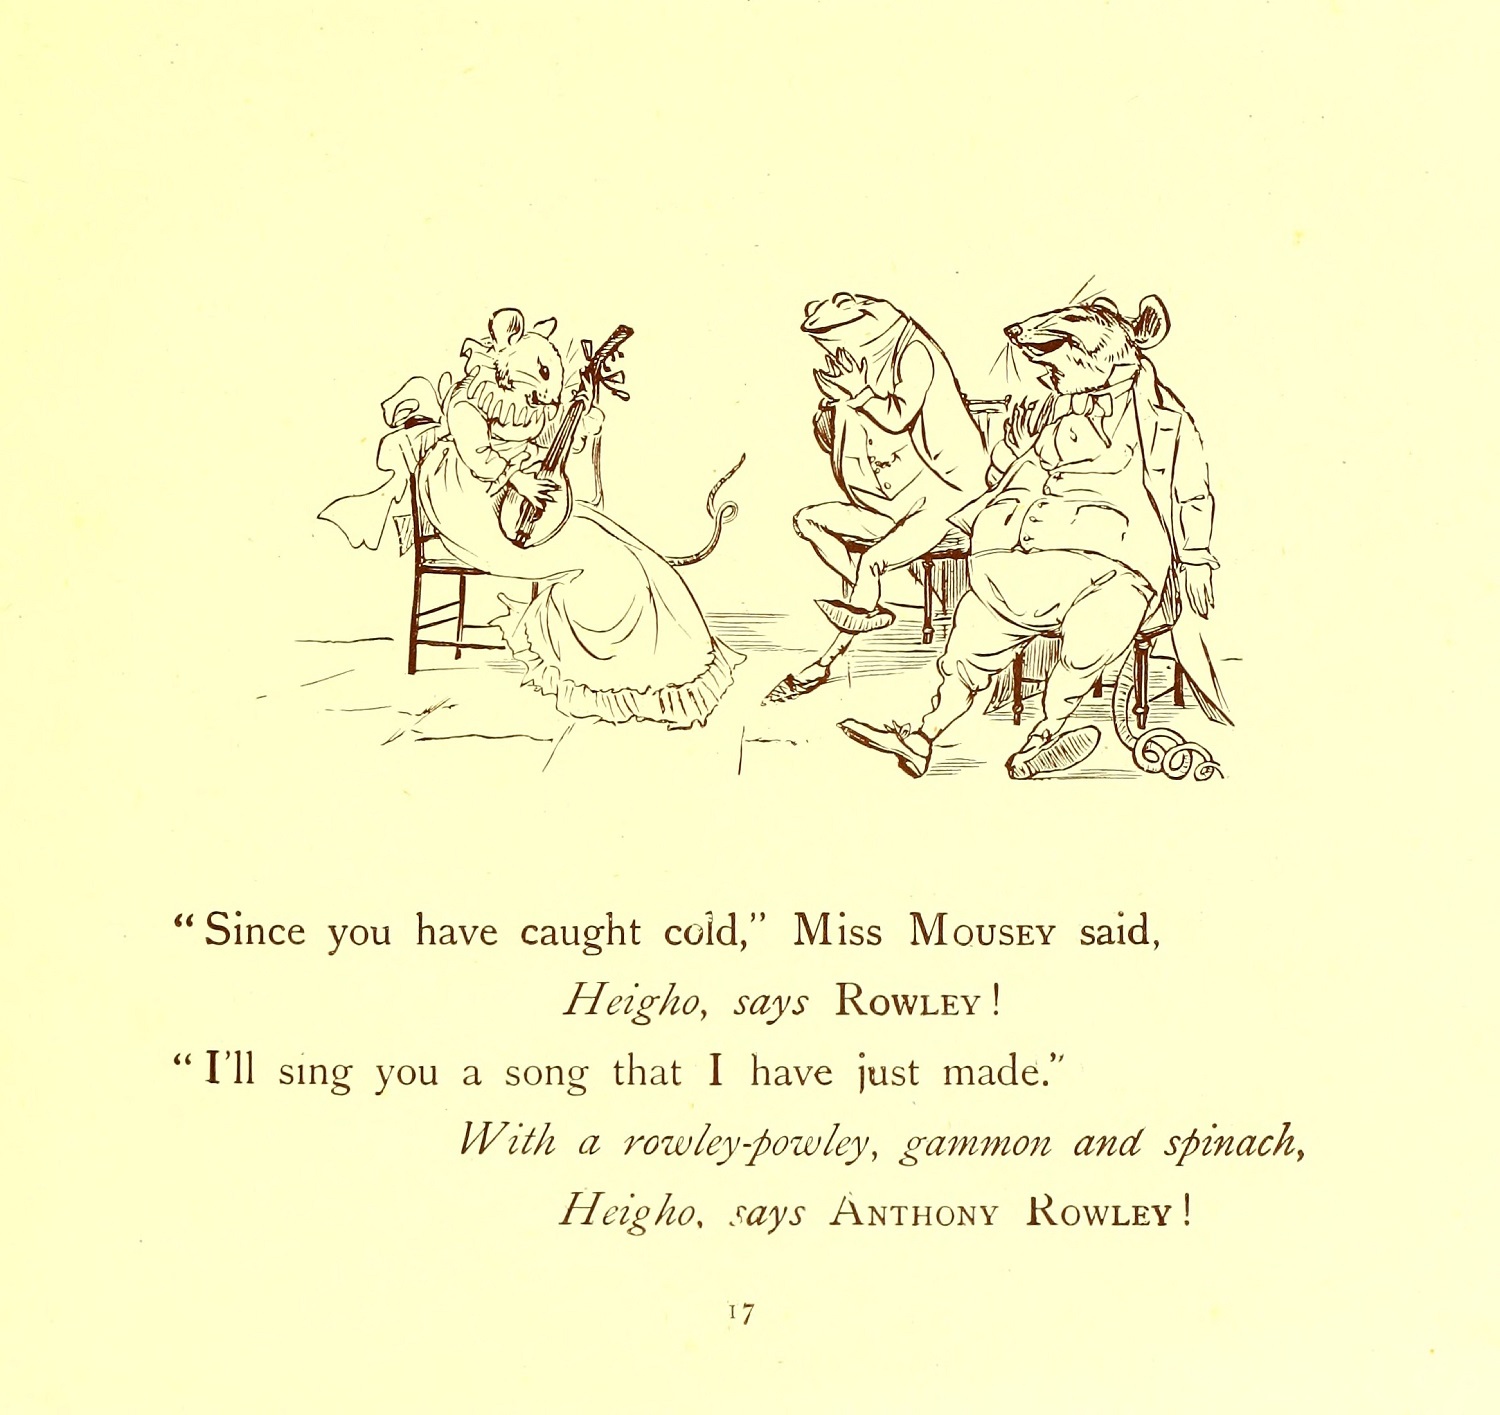 “Since you have caught cold,” Miss Mousey said,
Heigho, says Rowley!
“I’ll sing you a song that I have just made.”
With a rowley-powley, gammon and spinach,
Heigho, says Anthony Rowley!
17